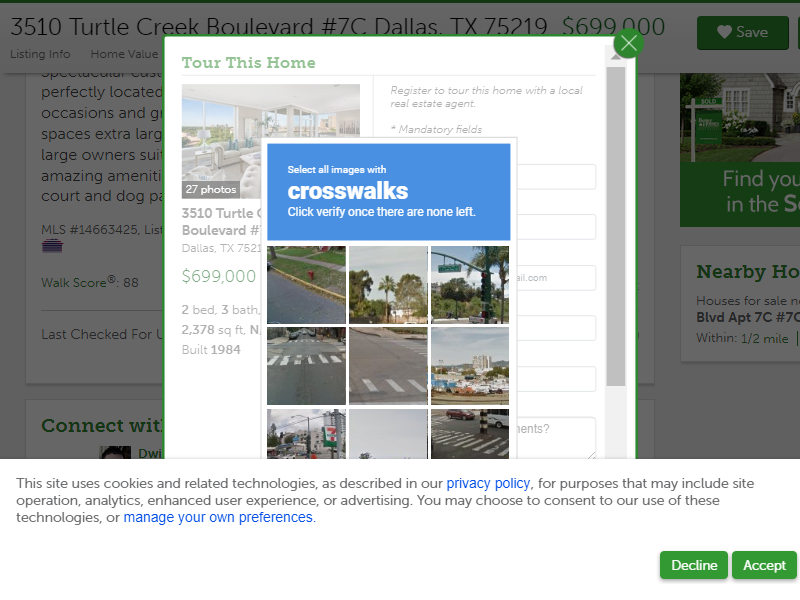 3510 Turtle Creek Boulevard #7C Dallas, TX 75219 $699,000
Save
Listing Info Home Value
perfectly located
occasions and gr
spaces extra larg
large owners suit
amazing ameniti
court and dog pa
MLS #14663425, List
Walk Score®: 88
Last Checked For U
Connect wit
Dwi
Tour This Home
27 photos
3510 Turtle C
Boulevard #7
Dallas, TX 7521
$699,000
2 bed, 3 bath,
2,378 sq ft, N,
Built 1984
Register to tour this home with a local
real estate agent.
* Mandatory fields
ail.com
ments?
Select all images with
crosswalks
Click verify once there are none left.
SOLD
Find you
in the S
Nearby Ho
Houses for sale ne
Blvd Apt 7C #7C
Within: 1/2 mile |
This site uses cookies and related technologies, as described in our privacy policy, for purposes that may include site
operation, analytics, enhanced user experience, or advertising. You may choose to consent to our use of these
technologies, or manage your own preferences.
Decline Accept